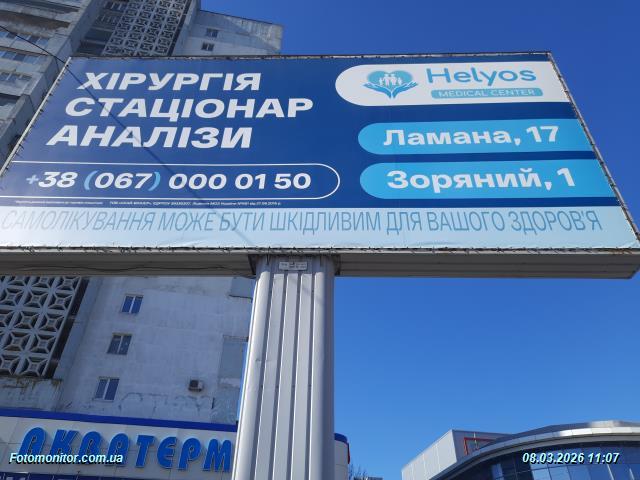 ХІРУРГІЯ
СТАЦІОНАР
АНАЛІЗИ
+38 (067) 000 01 50
Helyos
MEDICAL CENTER
Ламана, 17
Зоряний, 1
САМОЛІКУВАННЯ МОЖЕ БУТИ ШКІДЛИВИМ ДЛЯ ВАШОГО ЗДОРОВ'Я
АКВАТЕРМ
Fotomonitor.com.ua
08.03.2026 11:07